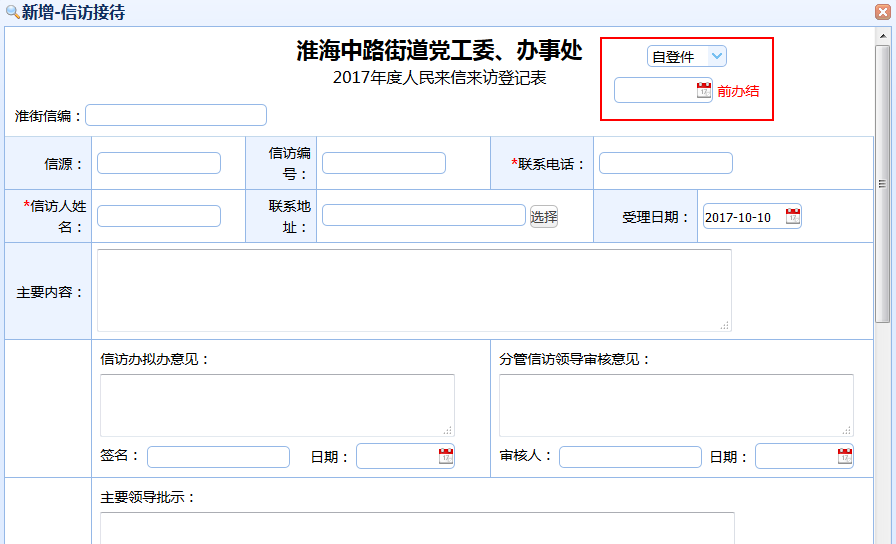 新增-信访接待
淮海中路街道党工委、办事处
自登件
2017年度人民来信来访登记表
前办结
淮街信编：
信源：
信访编号：
*联系电话：
*信访人姓名：
联系地址：
选择
受理日期：
2017-10-10
主要内容：
信访办拟办意见：
分管信访领导审核意见：
签名：
日期：
审核人：
日期：
主要领导批示：